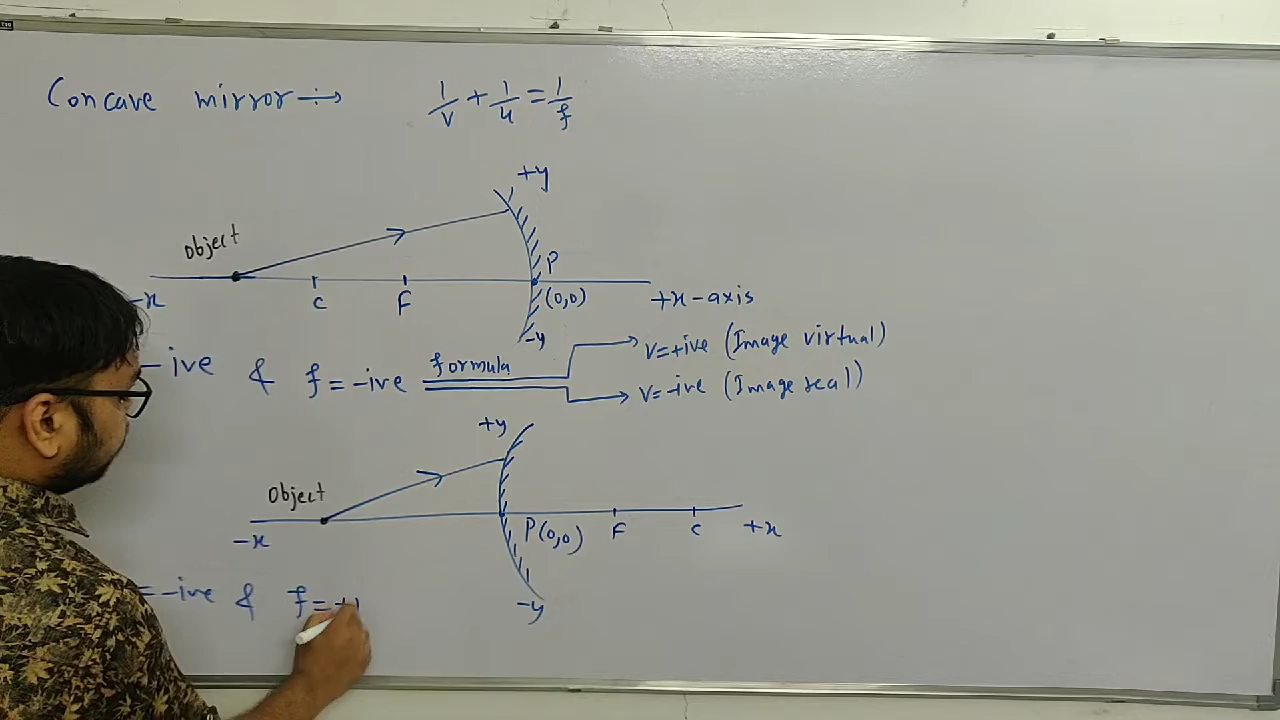 Concave mirror → 1/v + 1/u = 1/f
+y
Object
P
-x C F (0,0) +x-axis
-y
-ive & f=-ive formula v=+ive (Image virtual)
v=-ive (Image real)
+y
Object
-x P(0,0) F C +x
-y
=-ive & f=+